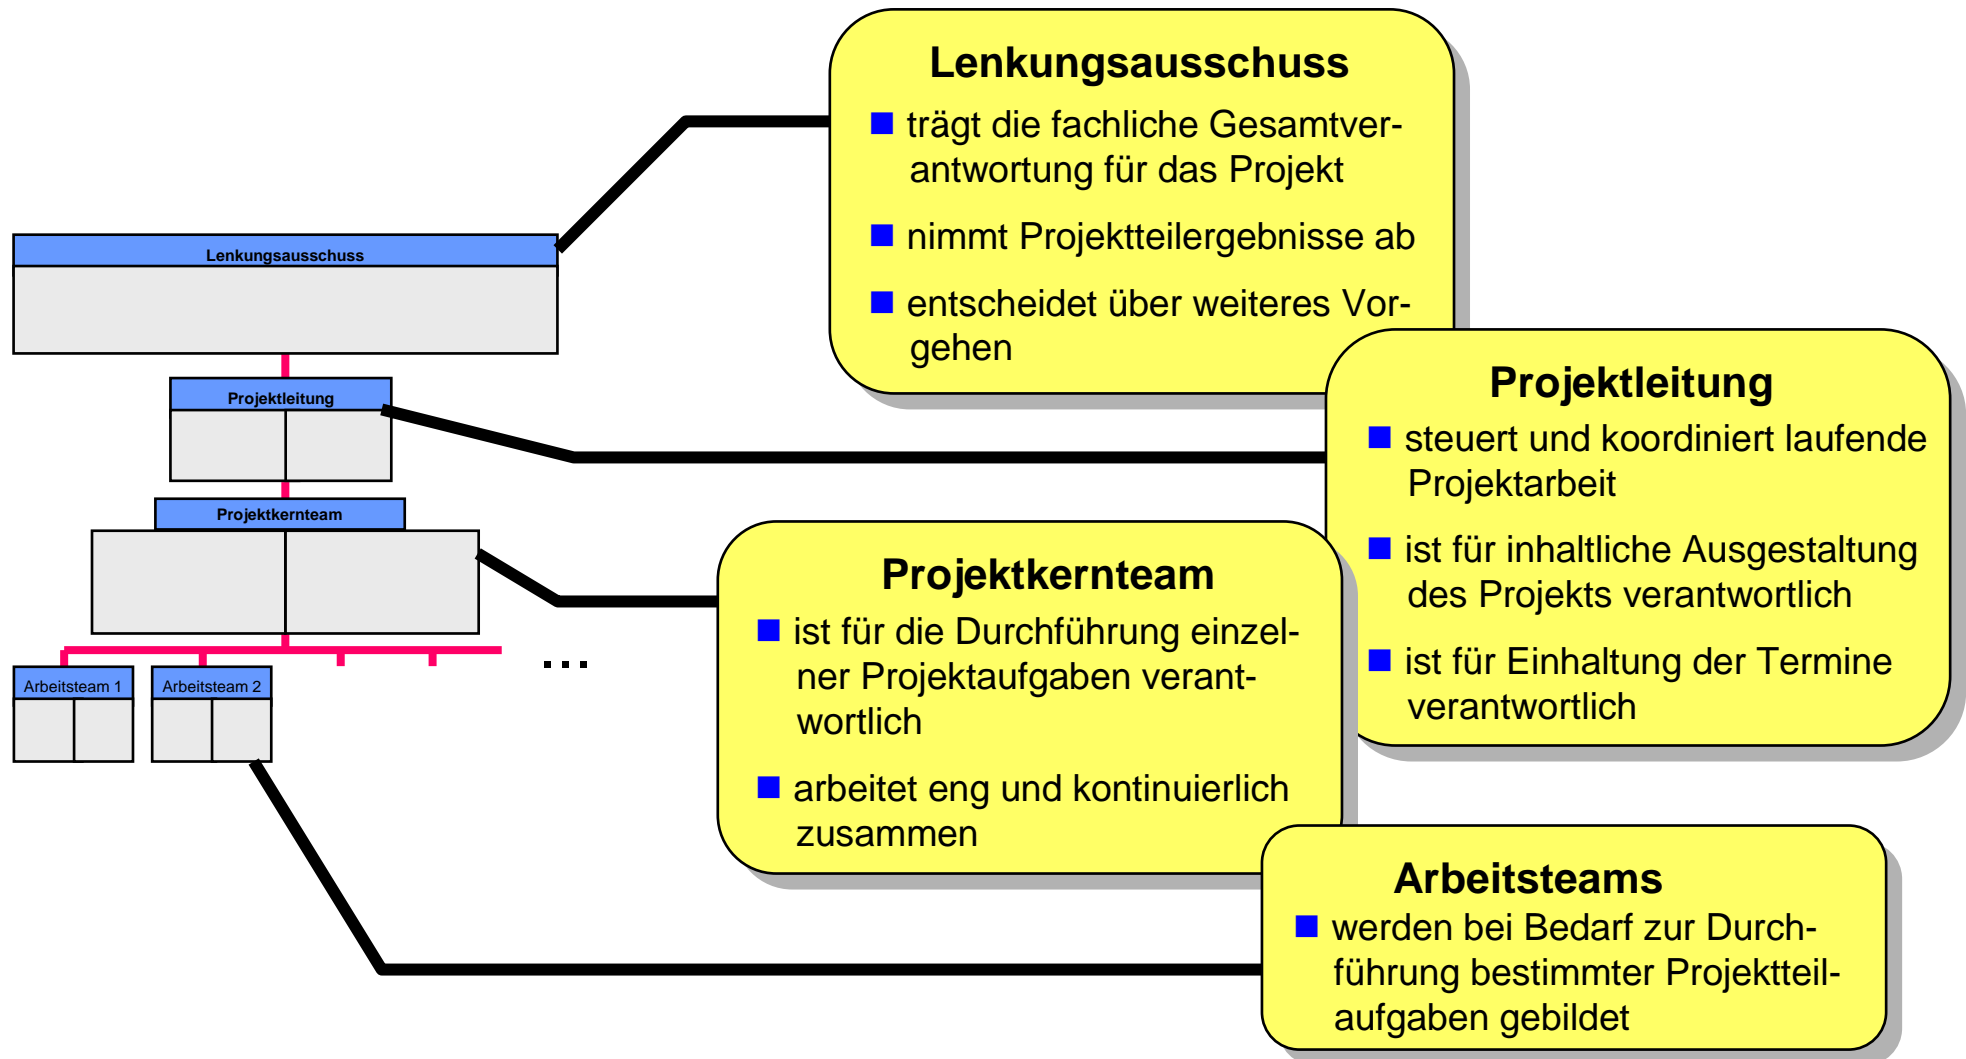 Lenkungsausschuss
Projektleitung
Projektkernteam
Arbeitsteam 1
Arbeitsteam 2
...
Lenkungsausschuss
trägt die fachliche Gesamtver-
antwortung für das Projekt
nimmt Projektteilergebnisse ab
entscheidet über weiteres Vor-
gehen
Projektleitung
steuert und koordiniert laufende
Projektarbeit
ist für inhaltliche Ausgestaltung
des Projekts verantwortlich
ist für Einhaltung der Termine
verantwortlich
Projektkernteam
ist für die Durchführung einzel-
ner Projektaufgaben verant-
wortlich
arbeitet eng und kontinuierlich
zusammen
Arbeitsteams
werden bei Bedarf zur Durch-
führung bestimmter Projektteil-
aufgaben gebildet